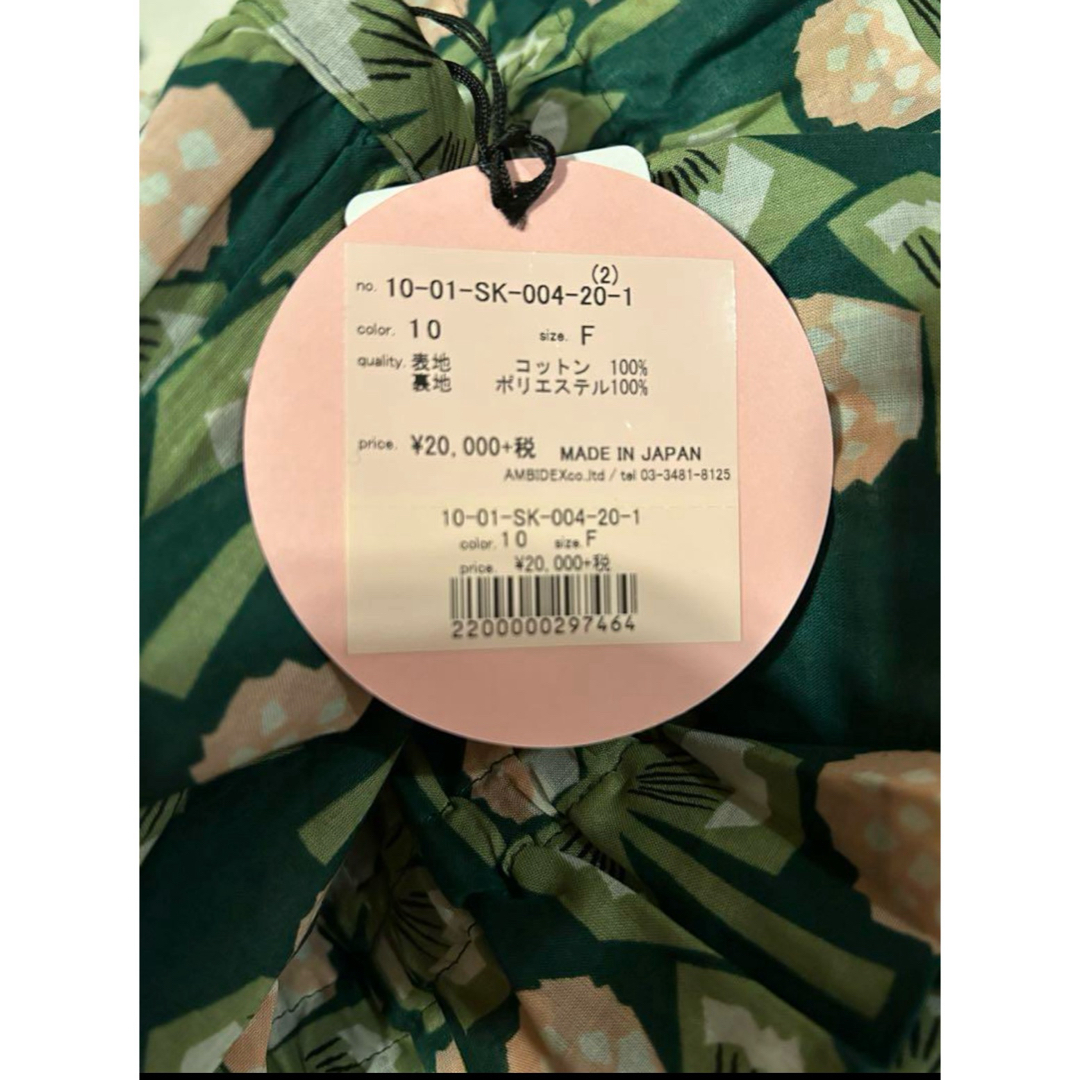 (2)
no. 10-01-SK-004-20-1
color. 10 size. F
quality. 表地 コットン 100%
裏地 ポリエステル100%
price. ¥20,000+税 MADE IN JAPAN
AMBIDEXco.ltd / tel 03-3481-8125
10-01-SK-004-20-1
color. 10 size. F
price. ¥20,000+税
2200000297464